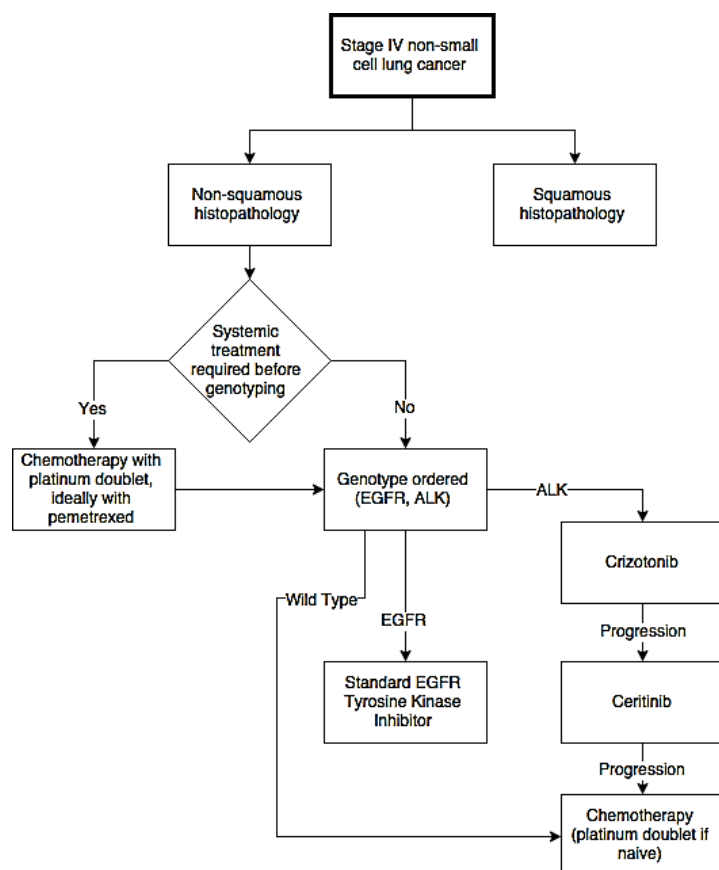 Stage IV non-small
cell lung cancer
Non-squamous
histopathology
Squamous
histopathology
Systemic
treatment
required before
genotyping
Yes
No
Chemotherapy with
platinum doublet,
ideally with
pemetrexed
Genotype ordered
(EGFR, ALK)
ALK
Crizotonib
Wild Type
EGFR
Progression
Standard EGFR
Tyrosine Kinase
Inhibitor
Ceritinib
Progression
Chemotherapy
(platinum doublet if
naive)